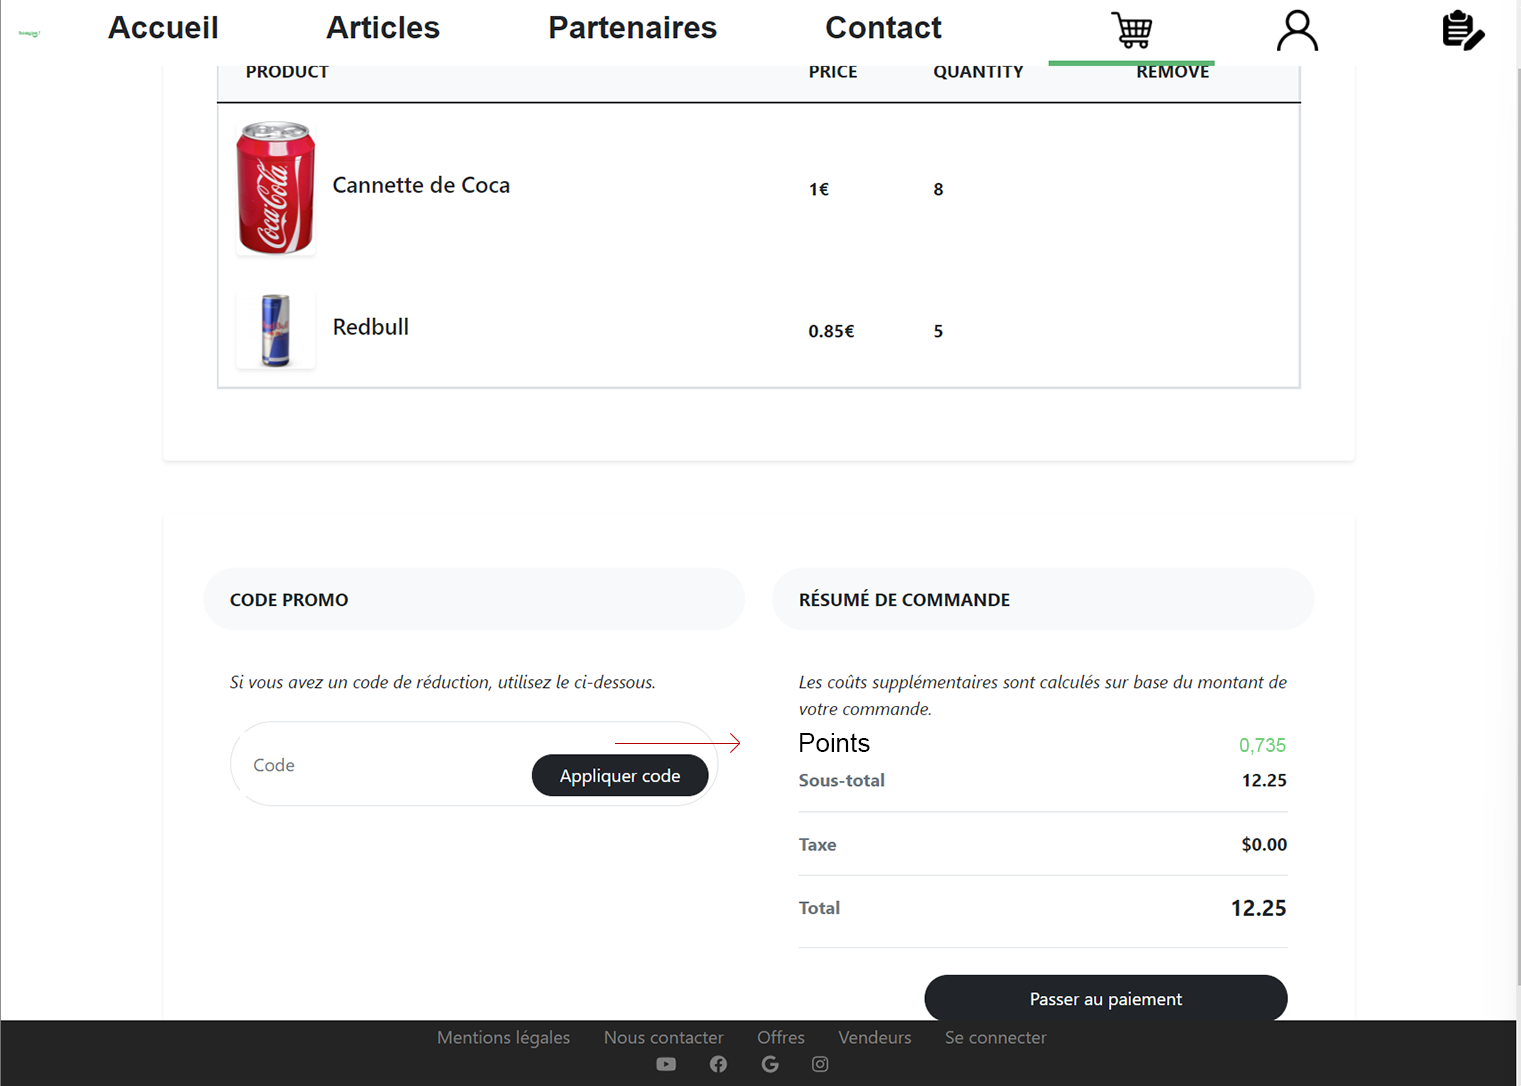 Accueil Articles Partenaires Contact
PRODUCT PRICE QUANTITY REMOVE
Coca-Cola
Cannette de Coca 1€ 8
Redbull 0.85€ 5
CODE PROMO
Si vous avez un code de réduction, utilisez le ci-dessous.
Code
Appliquer code
RÉSUMÉ DE COMMANDE
Les coûts supplémentaires sont calculés sur base du montant de
votre commande.
Points 0,735
Sous-total 12.25
Taxe $0.00
Total 12.25
Passer au paiement
Mentions légales Nous contacter Offres Vendeurs Se connecter